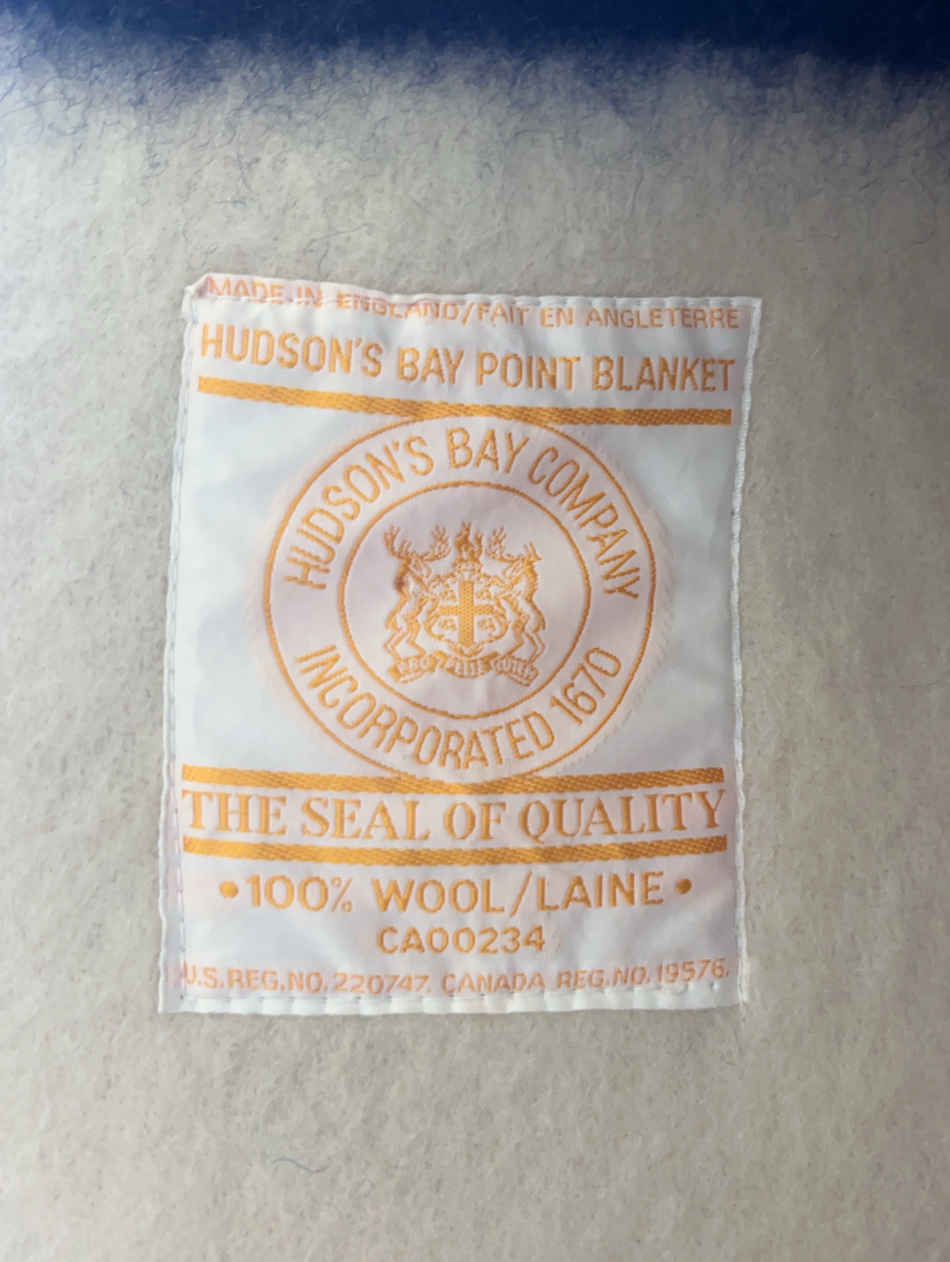 MADE IN ENGLAND/FAIT EN ANGLETERRE
HUDSON'S BAY POINT BLANKET
HUDSON'S BAY COMPANY
INCORPORATED 1670
THE SEAL OF QUALITY
•100% WOOL/LAINE•
CA00234
U.S.REG.NO.220747. CANADA REG.NO.19576.